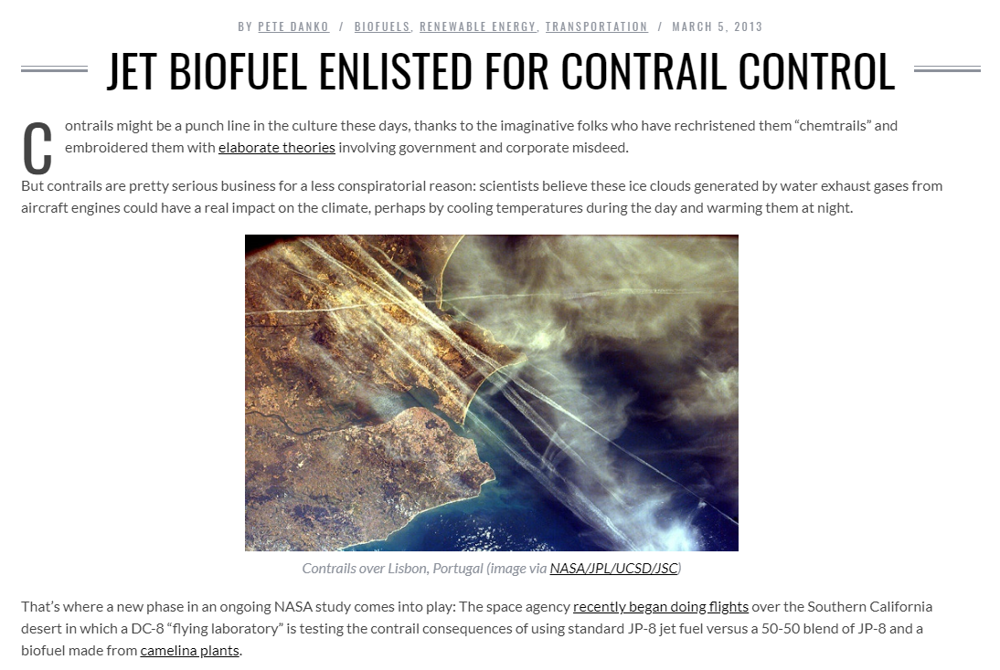 BY PETE DANKO / BIOFUELS, RENEWABLE ENERGY, TRANSPORTATION / MARCH 5, 2013
JET BIOFUEL ENLISTED FOR CONTRAIL CONTROL
Contrails might be a punch line in the culture these days, thanks to the imaginative folks who have rechristened them “chemtrails” and
embroidered them with elaborate theories involving government and corporate misdeed.
But contrails are pretty serious business for a less conspiratorial reason: scientists believe these ice clouds generated by water exhaust gases from
aircraft engines could have a real impact on the climate, perhaps by cooling temperatures during the day and warming them at night.
Contrails over Lisbon, Portugal (image via NASA/JPL/UCSD/JSC)
That’s where a new phase in an ongoing NASA study comes into play: The space agency recently began doing flights over the Southern California
desert in which a DC-8 “flying laboratory” is testing the contrail consequences of using standard JP-8 jet fuel versus a 50-50 blend of JP-8 and a
biofuel made from camelina plants.